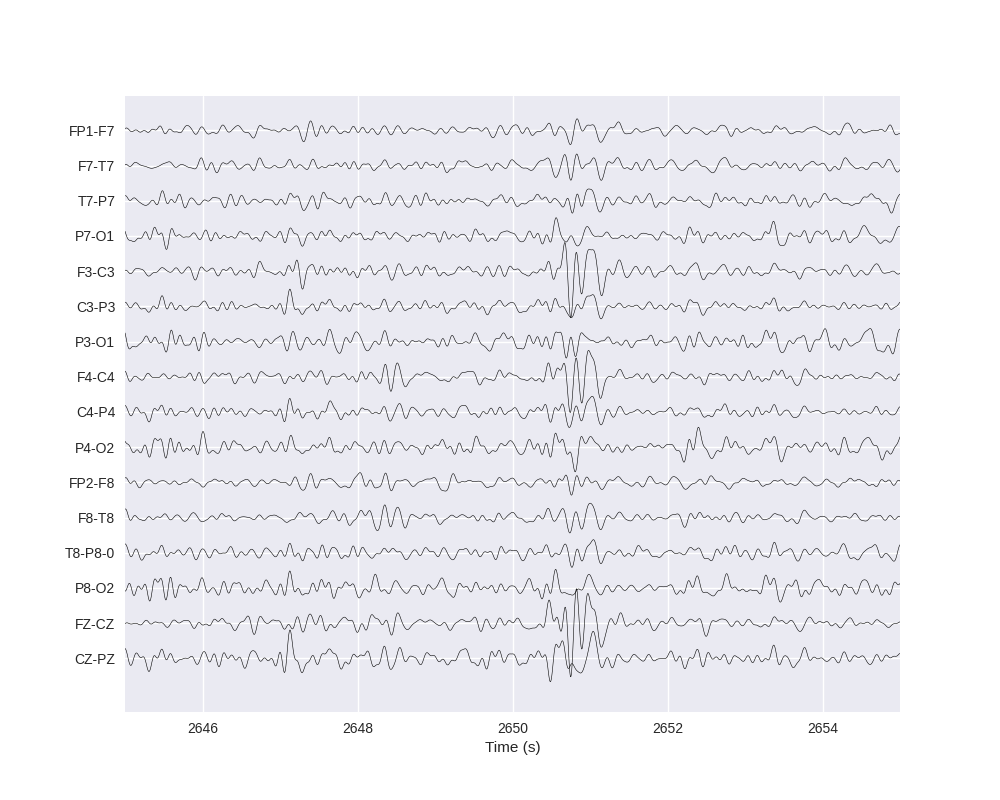 FP1-F7
F7-T7
T7-P7
P7-O1
F3-C3
C3-P3
P3-O1
F4-C4
C4-P4
P4-O2
FP2-F8
F8-T8
T8-P8-0
P8-O2
FZ-CZ
CZ-PZ
2646 2648 2650 2652 2654
Time (s)